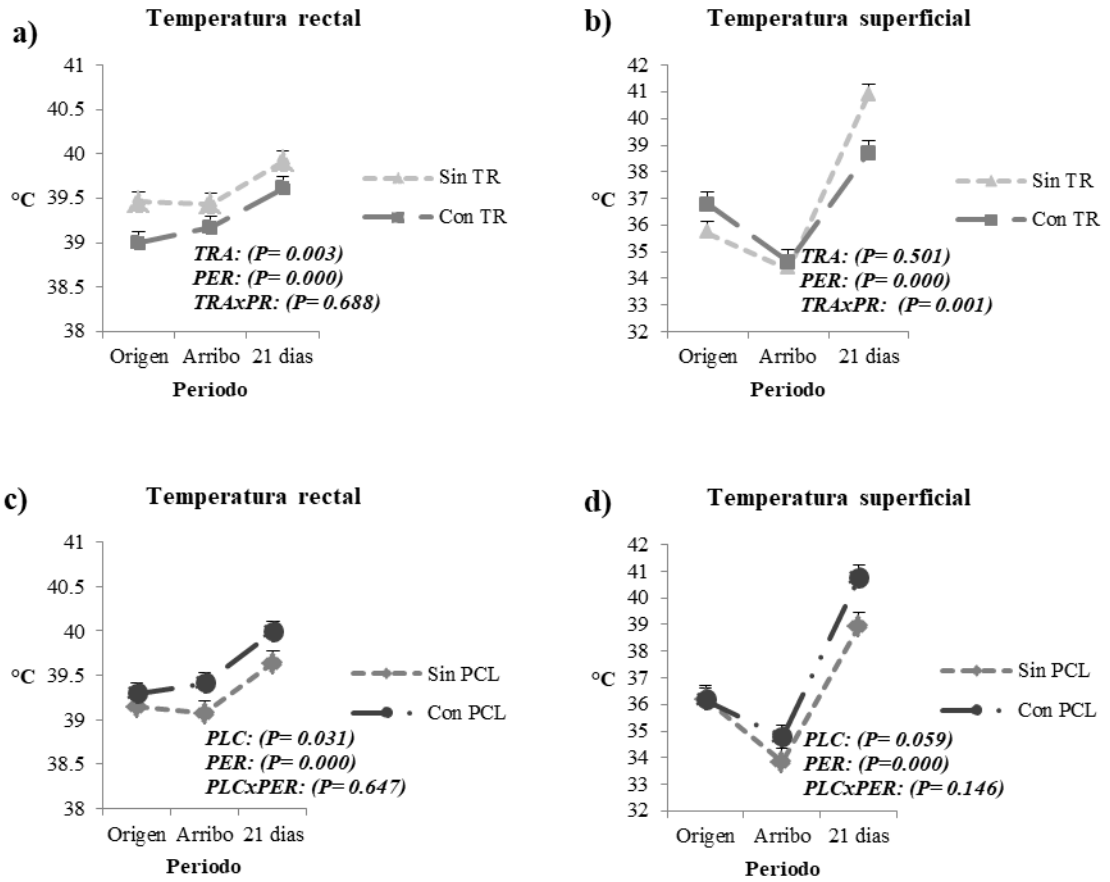 a)
Temperatura rectal
41
40.5
40
39.5
39
38.5
38
°C
Origen Arribo 21 dias
Periodo
Sin TR
Con TR
TRA: (P= 0.003)
PER: (P= 0.000)
TRAxPR: (P= 0.688)
b)
Temperatura superficial
42
41
40
39
38
37
36
35
34
33
32
°C
Origen Arribo 21 dias
Periodo
Sin TR
Con TR
TRA: (P= 0.501)
PER: (P= 0.000)
TRAxPR: (P= 0.001)
c)
Temperatura rectal
41
40.5
40
39.5
39
38.5
38
°C
Origen Arribo 21 dias
Periodo
Sin PCL
Con PCL
PLC: (P= 0.031)
PER: (P= 0.000)
PLCxPER: (P= 0.647)
d)
Temperatura superficial
42
41
40
39
38
37
36
35
34
33
32
°C
Origen Arribo 21 dias
Periodo
Sin PCL
Con PCL
PLC: (P= 0.059)
PER: (P=0.000)
PLCxPER: (P= 0.146)